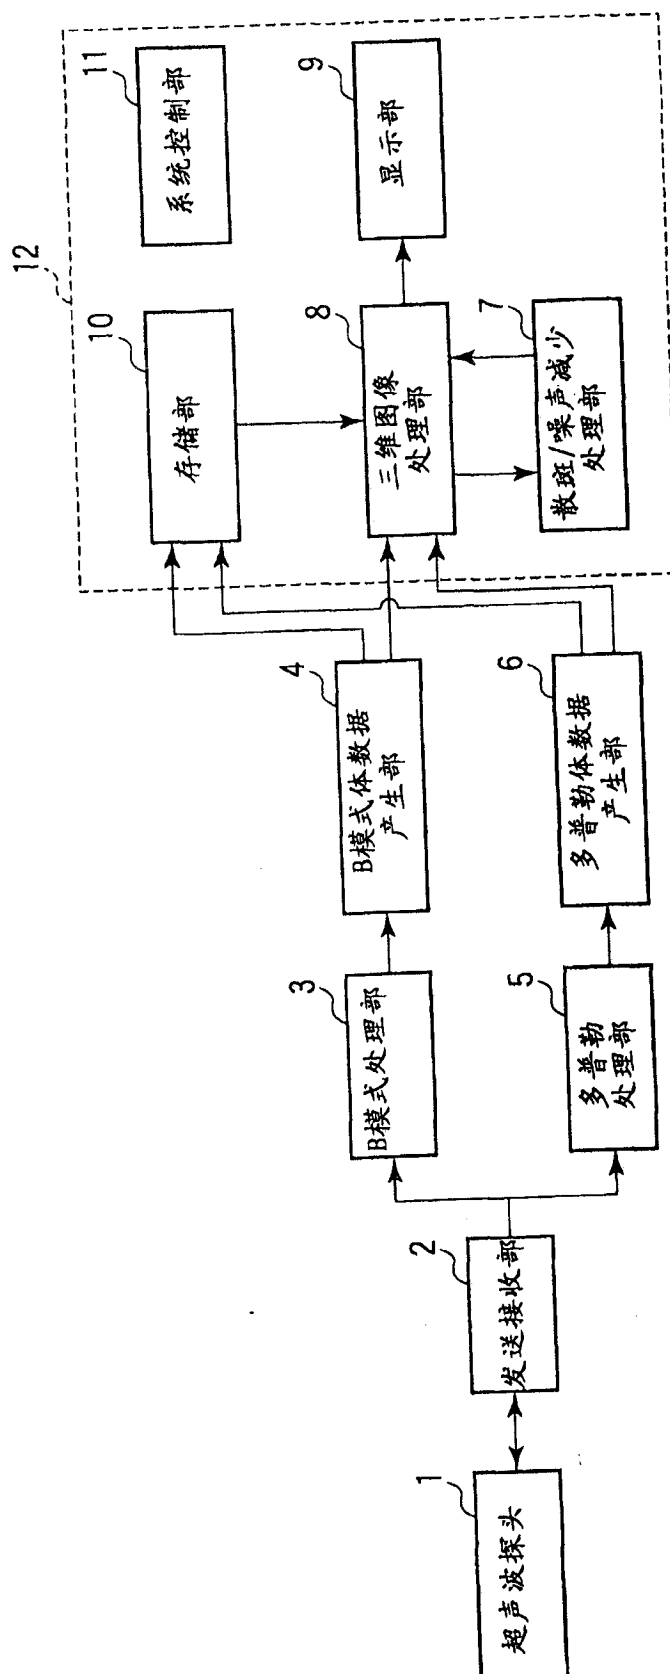 1
超声波探头
2
发送接收部
3
B模式处理部
4
B模式体数据
产生部
5
多普勒
处理部
6
多普勒体数据
产生部
7
散斑/噪声减少
处理部
8
三维图像
处理部
9
显示部
10
存储部
11
系统控制部
12